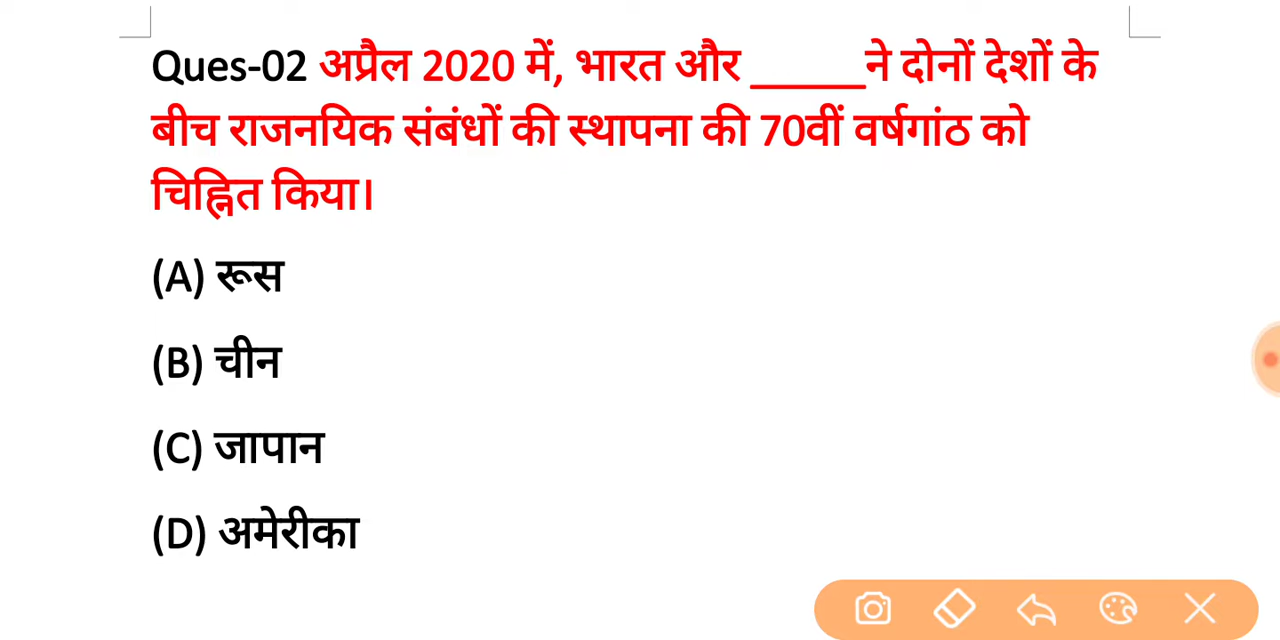 Ques-02 अप्रैल 2020 में, भारत और _____ने दोनों देशों के
बीच राजनयिक संबंधों की स्थापना की 70वीं वर्षगांठ को
चिह्नित किया।
(A) रूस
(B) चीन
(C) जापान
(D) अमेरीका